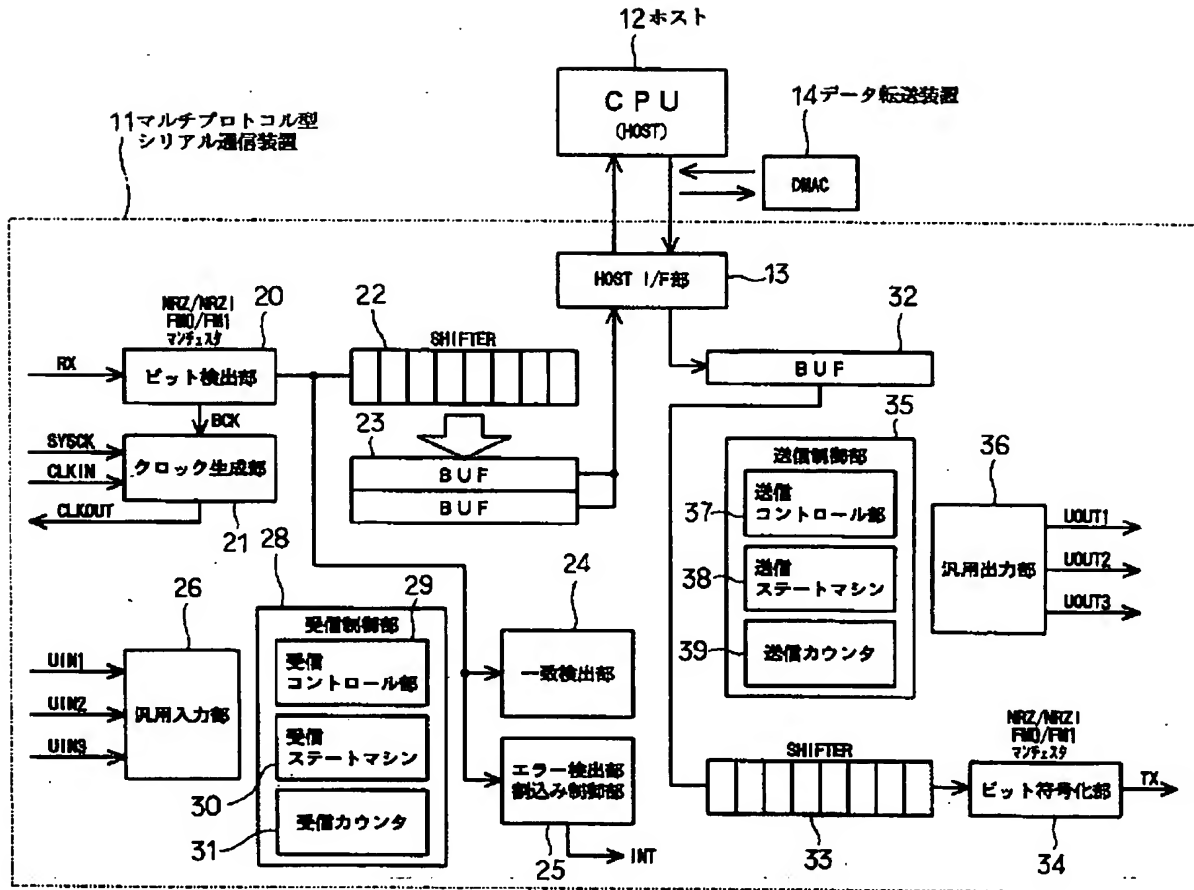 12 ホスト
CPU
(HOST)
14 データ転送装置
DMAC
11 マルチプロトコル型
シリアル通信装置
HOST I/F部
13
NRZ/NRZI
FM0/FM1
マンチェスタ
20
RX
ビット検出部
BCK
SYSCK
CLKIN
クロック生成部
CLKOUT
21
22
SHIFTER
23
BUF
BUF
32
BUF
35
送信制御部
37
送信
コントロール部
38
送信
ステートマシン
39
送信カウンタ
36
汎用出力部
UOUT1
UOUT2
UOUT3
26
UIN1
UIN2
UIN3
汎用入力部
28
受信制御部
29
受信
コントロール部
受信
ステートマシン
30
受信カウンタ
31
24
一致検出部
エラー検出部
割込み制御部
25
INT
SHIFTER
33
NRZ/NRZI
FM0/FM1
マンチェスタ
ビット符号化部
TX
34